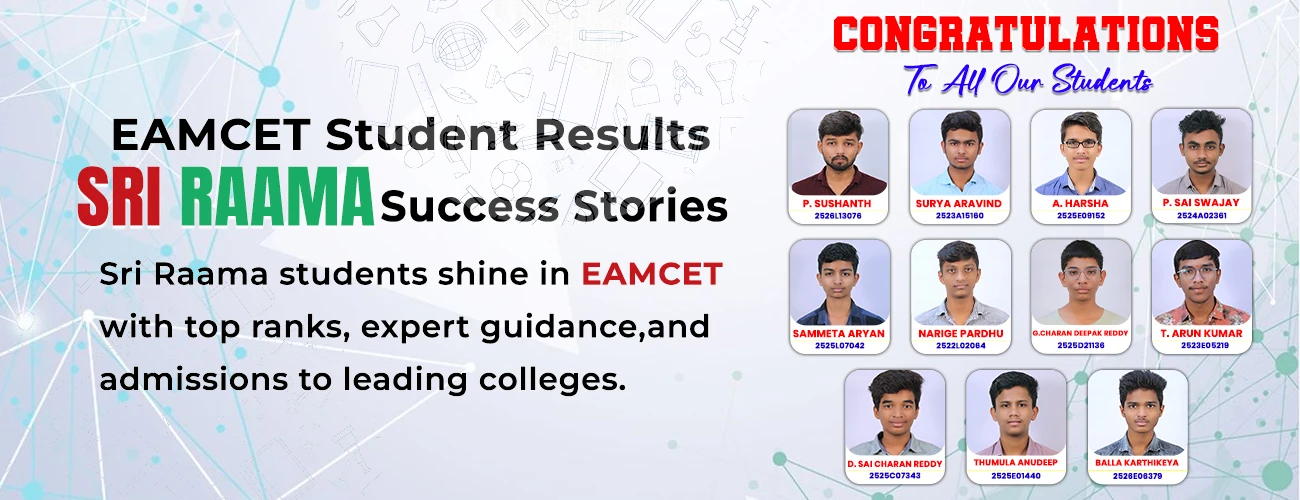 EAMCET Student Results
SRI RAAMA Success Stories
Sri Raama students shine in EAMCET
with top ranks, expert guidance,and
admissions to leading colleges.
CONGRATULATIONS
To All Our Students
P. SUSHANTH
2526L13076
SURYA ARAVIND
2523A15160
A. HARSHA
2525E09152
P. SAI SWAJAY
2524A02361
SAMMETA ARYAN
2525L07042
NARIGE PARDHU
2522L02064
G.CHARAN DEEPAK REDDY
2525D21136
T. ARUN KUMAR
2523E05219
D. SAI CHARAN REDDY
2525C07343
THUMULA ANUDEEP
2525E01440
BALLA KARTHIKEYA
2526E06379